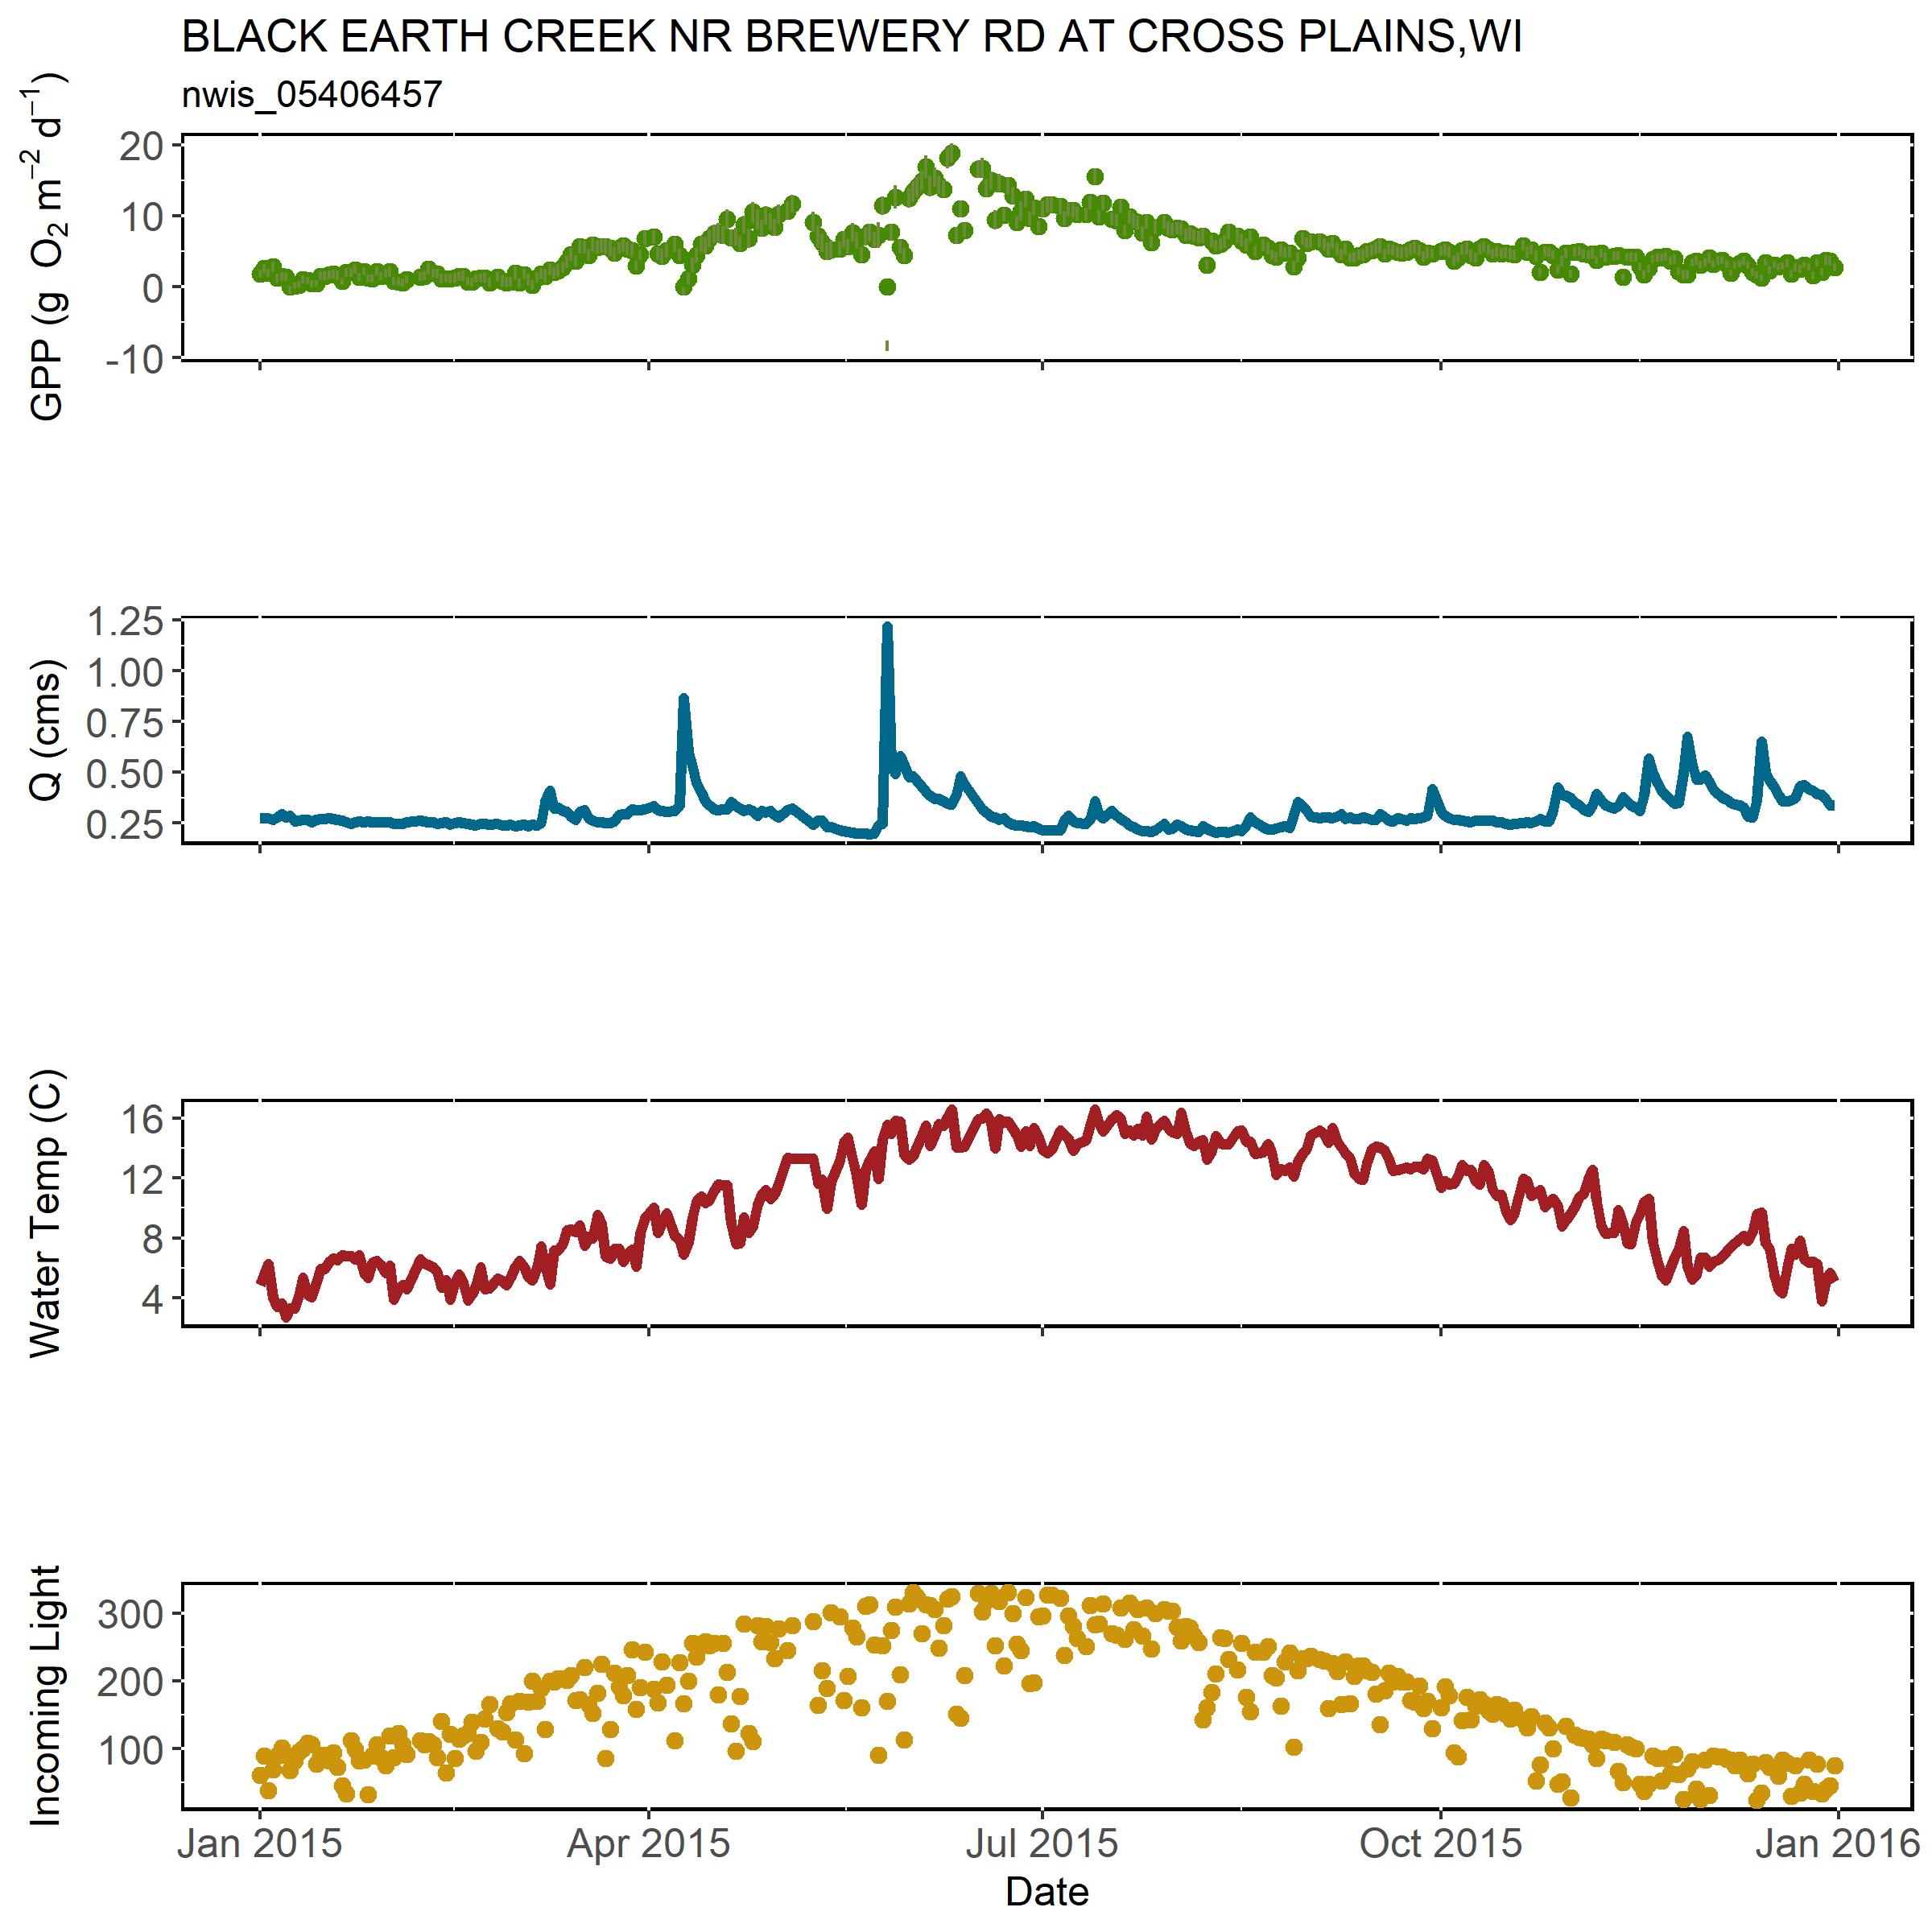 BLACK EARTH CREEK NR BREWERY RD AT CROSS PLAINS,WI
nwis_05406457
GPP (g O₂ m⁻² d⁻¹)
20
10
0
-10
Q (cms)
1.25
1.00
0.75
0.50
0.25
Water Temp (C)
16
12
8
4
Incoming Light
300
200
100
Jan 2015 Apr 2015 Jul 2015 Oct 2015 Jan 2016
Date